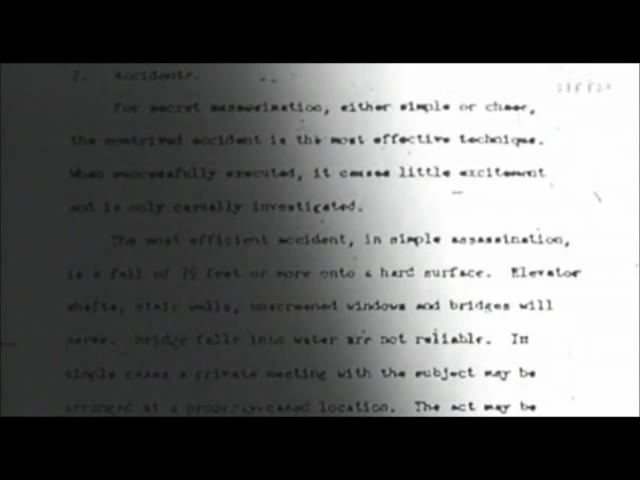 2. Accidents.
For secret assassination, either simple or chase,
the contrived accident is the most effective technique.
When successfully executed, it causes little excitement
and is only casually investigated.
The most efficient accident, in simple assassination,
is a fall of 75 feet or more onto a hard surface. Elevator
shafts, stair wells, unscreened windows and bridges will
serve. Bridge falls into water are not reliable. In
simple cases a private meeting with the subject may be
arranged at a properly-cased location. The act may be